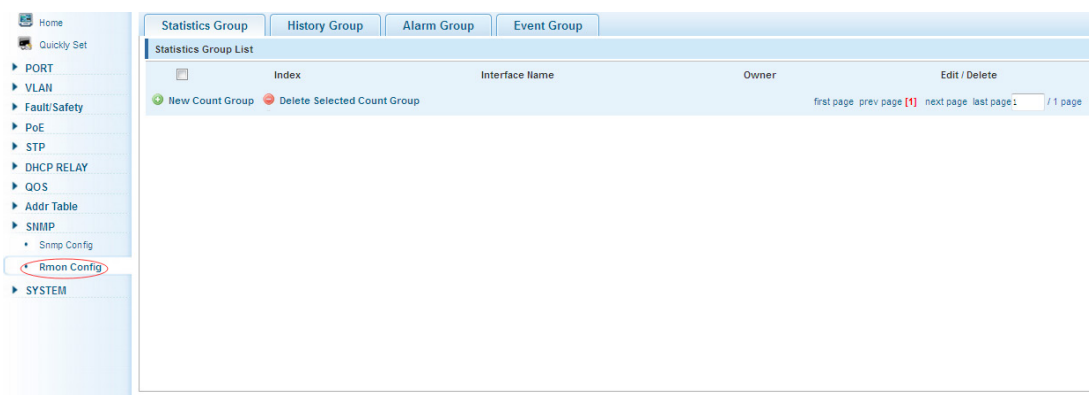 Home
Quickly Set
PORT
VLAN
Fault/Safety
PoE
STP
DHCP RELAY
QOS
Addr Table
SNMP
Snmp Config
Rmon Config
SYSTEM
Statistics Group History Group Alarm Group Event Group
Statistics Group List
Index Interface Name Owner Edit / Delete
New Count Group Delete Selected Count Group first page prev page [1] next page last page 1 / 1 page